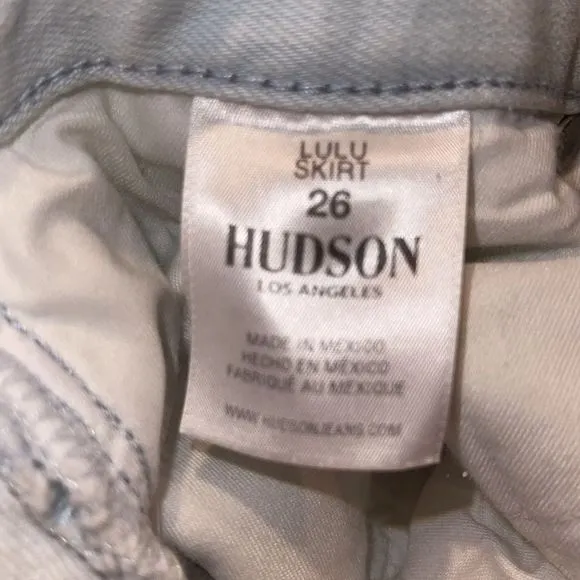 LULU
SKIRT
26
HUDSON
LOS ANGELES
MADE IN MEXICO
HECHO EN MÉXICO
FABRIQUÉ AU MEXIQUE
WWW.HUDSONJEANS.COM